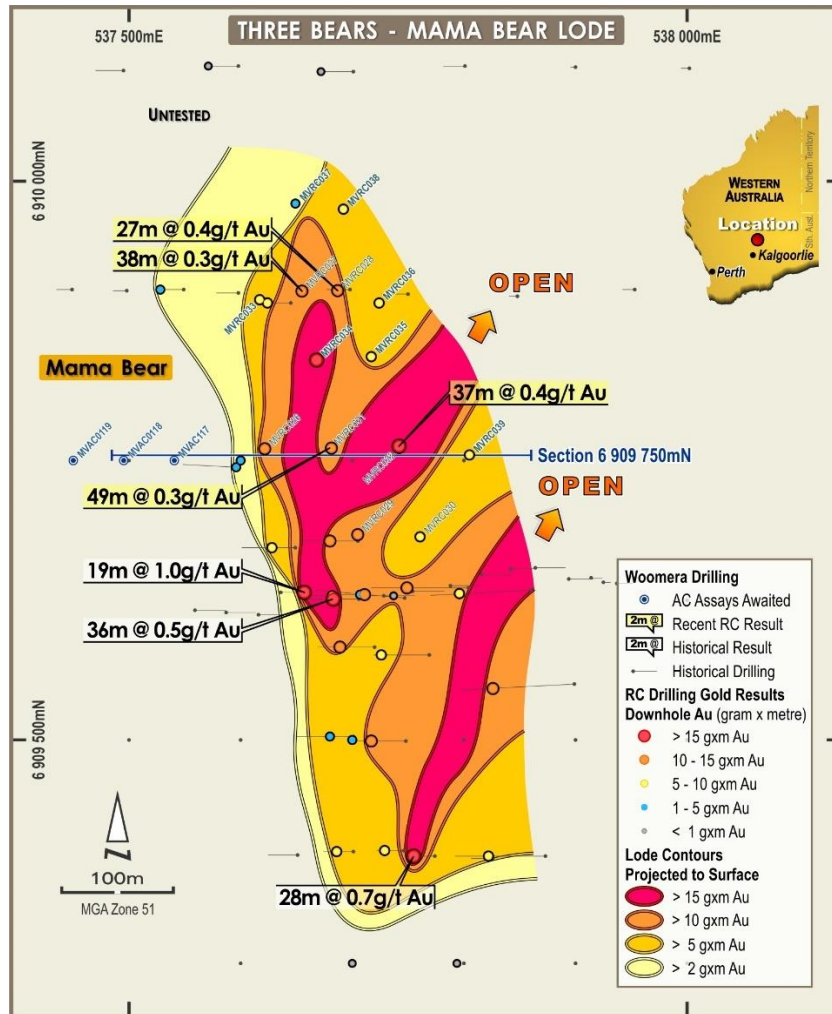 537 500mE
THREE BEARS - MAMA BEAR LODE
538 000mE
UNTESTED
6 910 000mN
WESTERN
AUSTRALIA
Northern Territory
Sth. Aust.
Location
Kalgoorlie
Perth
MVRC037
MVRC038
27m @ 0.4g/t Au
38m @ 0.3g/t Au
MVRC028
MVRC036
OPEN
MVRC033
MVRC034
MVRC035
Mama Bear
37m @ 0.4g/t Au
MVAC0119
MVAC0118
MVAC117
MVRC031
MVRC032
MVRC039
Section 6 909 750mN
49m @ 0.3g/t Au
OPEN
MVRC030
19m @ 1.0g/t Au
36m @ 0.5g/t Au
6 909 500mN
28m @ 0.7g/t Au
100m
MGA Zone 51
Woomera Drilling
AC Assays Awaited
2m @ Recent RC Result
2m @ Historical Result
Historical Drilling
RC Drilling Gold Results
Downhole Au (gram x metre)
> 15 gxm Au
10 - 15 gxm Au
5 - 10 gxm Au
1 - 5 gxm Au
< 1 gxm Au
Lode Contours
Projected to Surface
> 15 gxm Au
> 10 gxm Au
> 5 gxm Au
> 2 gxm Au